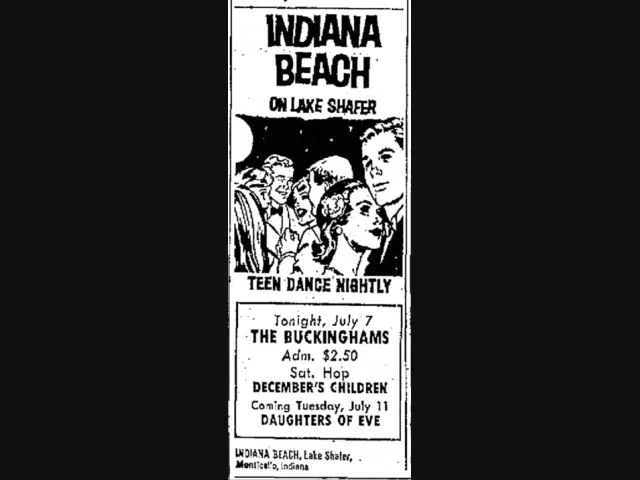 INDIANA
BEACH
ON LAKE SHAFER
TEEN DANCE NIGHTLY
Tonight, July 7
THE BUCKINGHAMS
Adm. $2.50
Sat. Hop
DECEMBER'S CHILDREN
Coming Tuesday, July 11
DAUGHTERS OF EVE
INDIANA BEACH, Lake Shafer,
Monticello, Indiana